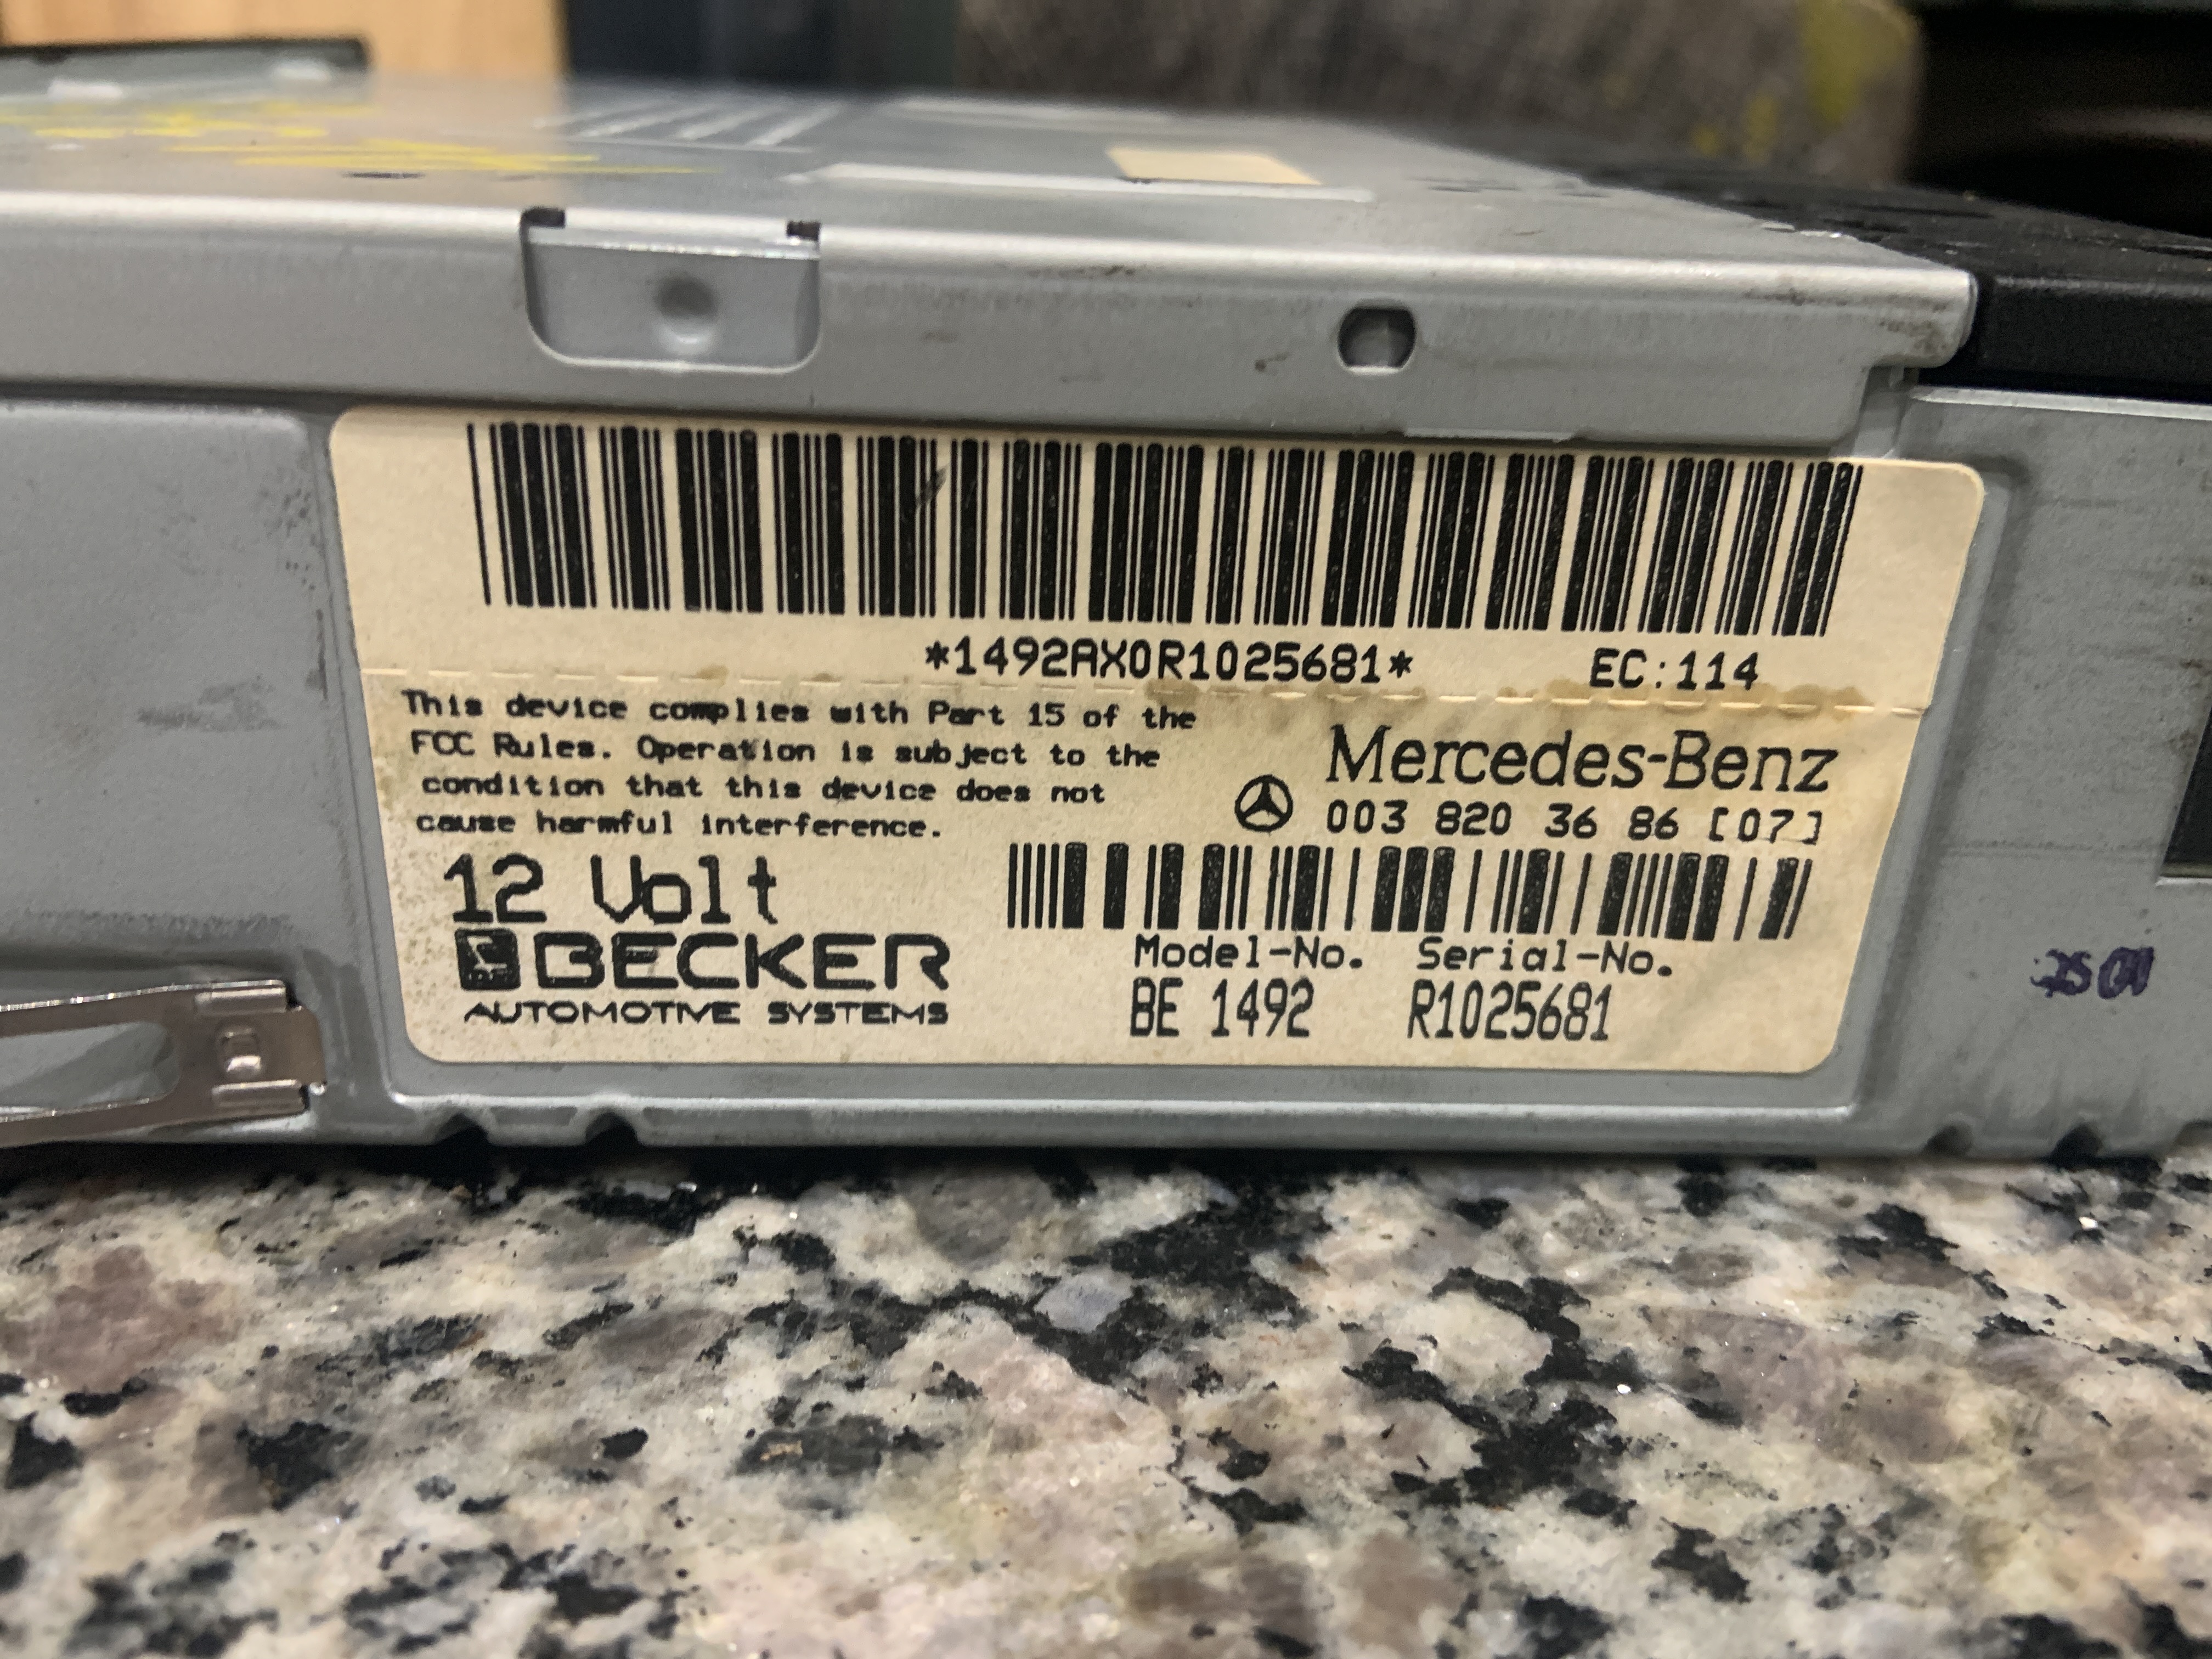 *1492AX0R1025681* EC:114
This device complies with Part 15 of the
FCC Rules. Operation is subject to the
condition that this device does not
cause harmful interference.
Mercedes-Benz
003 820 36 86 [07]
12 Volt
BECKER
AUTOMOTIVE SYSTEMS
Model-No. Serial-No.
BE 1492 R1025681